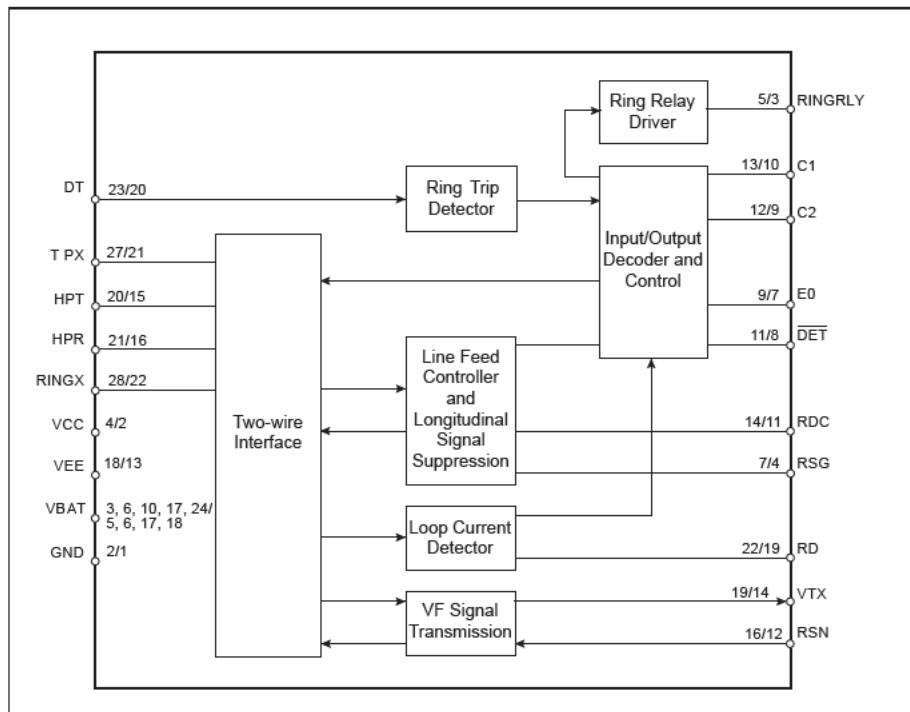 Ring Relay
Driver
5/3
RINGRLY
13/10
C1
DT
23/20
Ring Trip
Detector
12/9
C2
Input/Output
Decoder and
Control
T PX
27/21
HPT
20/15
9/7
E0
HPR
21/16
11/8
DET
RINGX
28/22
Line Feed
Controller
and
Longitudinal
Signal
Suppression
Two-wire
Interface
VCC
4/2
14/11
RDC
VEE
18/13
7/4
RSG
VBAT
3, 6, 10, 17, 24/
5, 6, 17, 18
GND
2/1
Loop Current
Detector
22/19
RD
19/14
VTX
VF Signal
Transmission
16/12
RSN